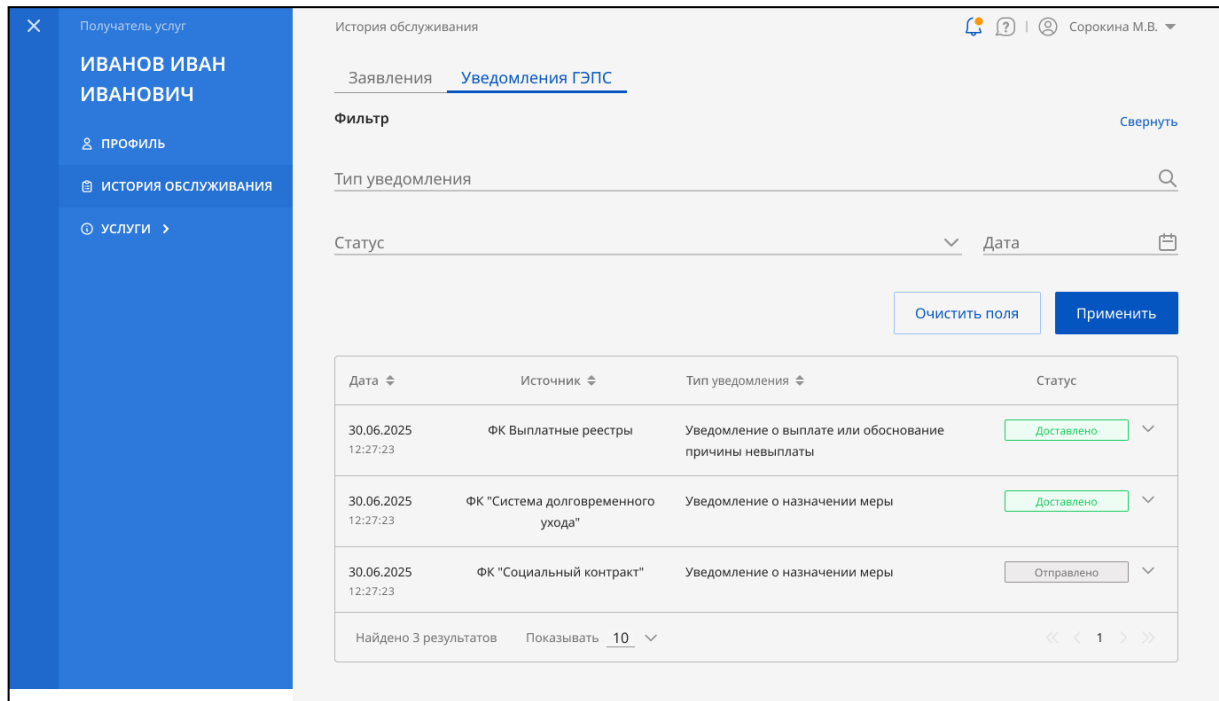 Получатель услуг
ИВАНОВ ИВАН
ИВАНОВИЧ
ПРОФИЛЬ
ИСТОРИЯ ОБСЛУЖИВАНИЯ
УСЛУГИ
История обслуживания
Сорокина М.В.
Заявления Уведомления ГЭПС
Фильтр
Свернуть
Тип уведомления
Статус Дата
Очистить поля Применить
Дата Источник Тип уведомления Статус
30.06.2025 ФК Выплатные реестры Уведомление о выплате или обоснование Доставлено
12:27:23 причины невыплаты
30.06.2025 ФК "Система долговременного Уведомление о назначении меры Доставлено
12:27:23 ухода"
30.06.2025 ФК "Социальный контракт" Уведомление о назначении меры Отправлено
12:27:23
Найдено 3 результатов Показывать 10 1